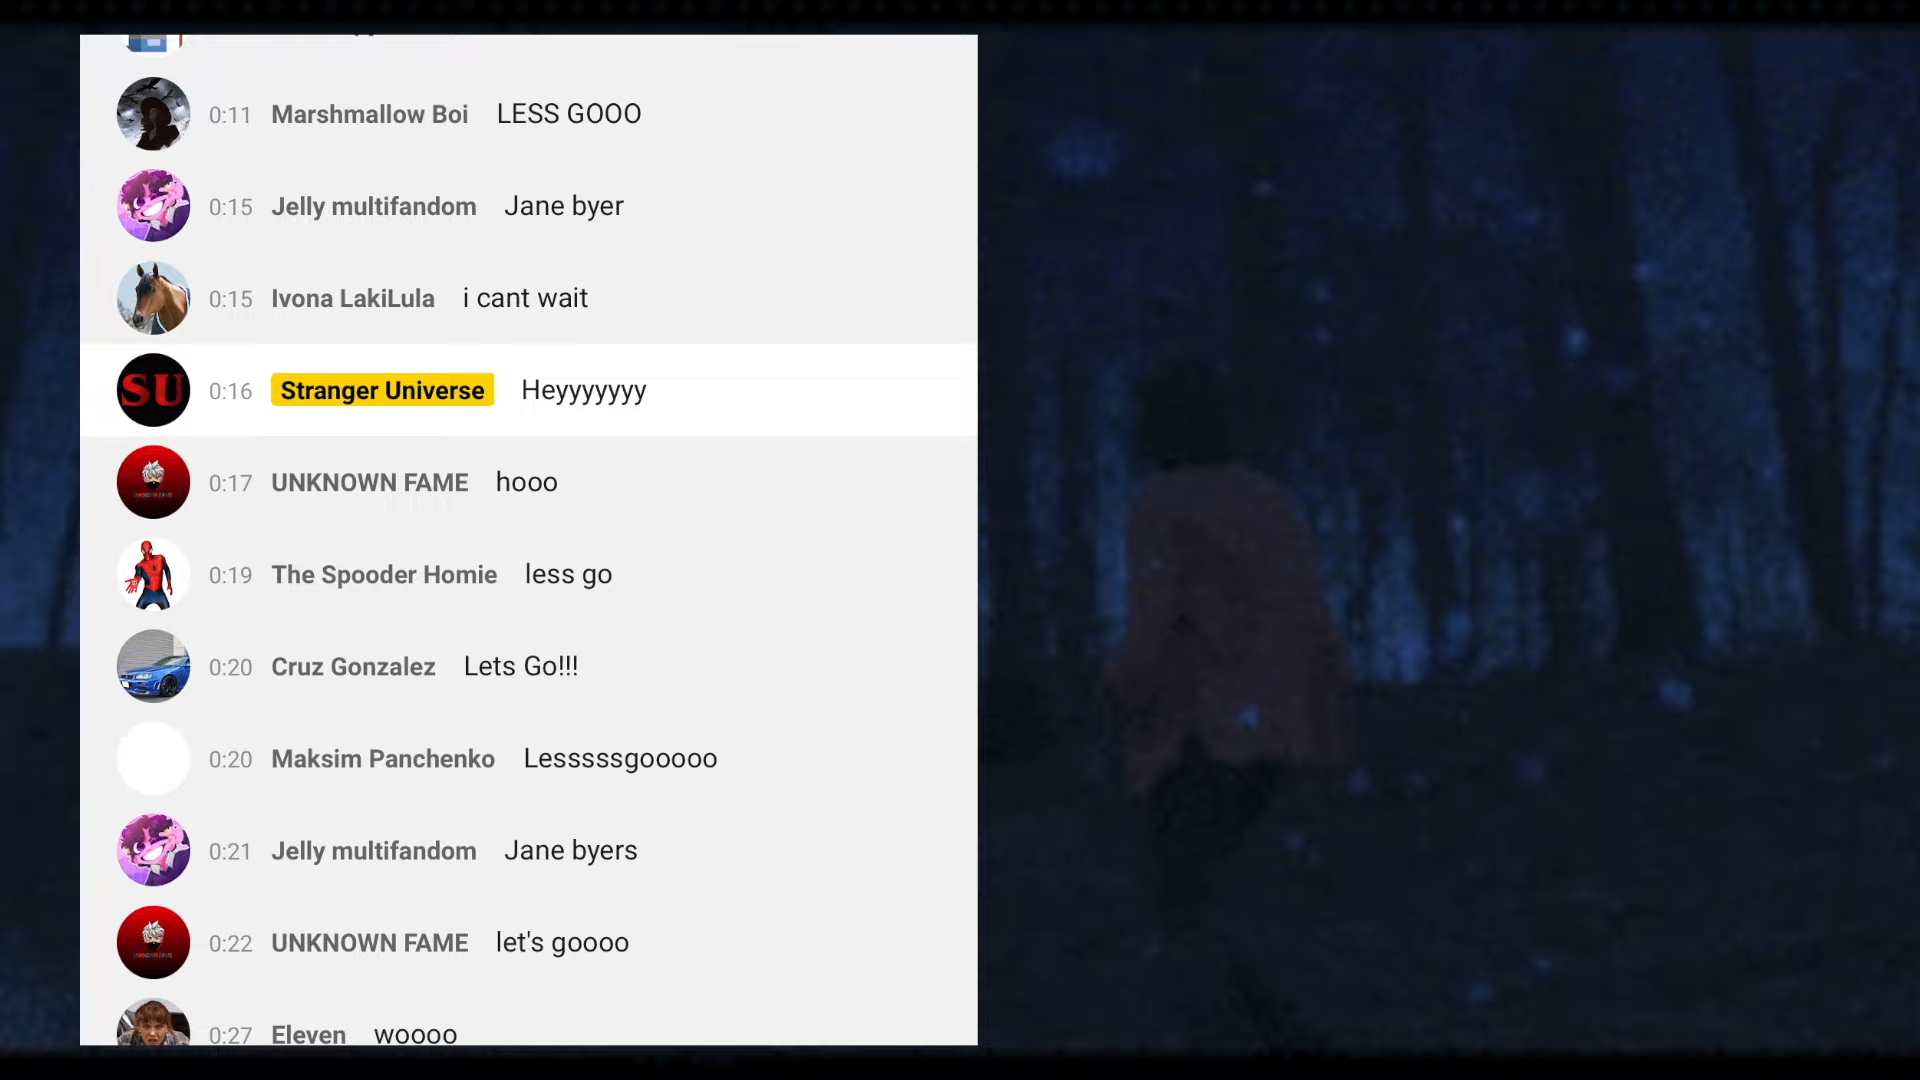 0:11 Marshmallow Boi LESS GOOO
0:15 Jelly multifandom Jane byer
0:15 Ivona LakiLula i cant wait
SU 0:16 Stranger Universe Heyyyyyyy
0:17 UNKNOWN FAME hooo
0:19 The Spooder Homie less go
0:20 Cruz Gonzalez Lets Go!!!
0:20 Maksim Panchenko Lesssssgooooo
0:21 Jelly multifandom Jane byers
0:22 UNKNOWN FAME let's goooo
0:27 Eleven woooo